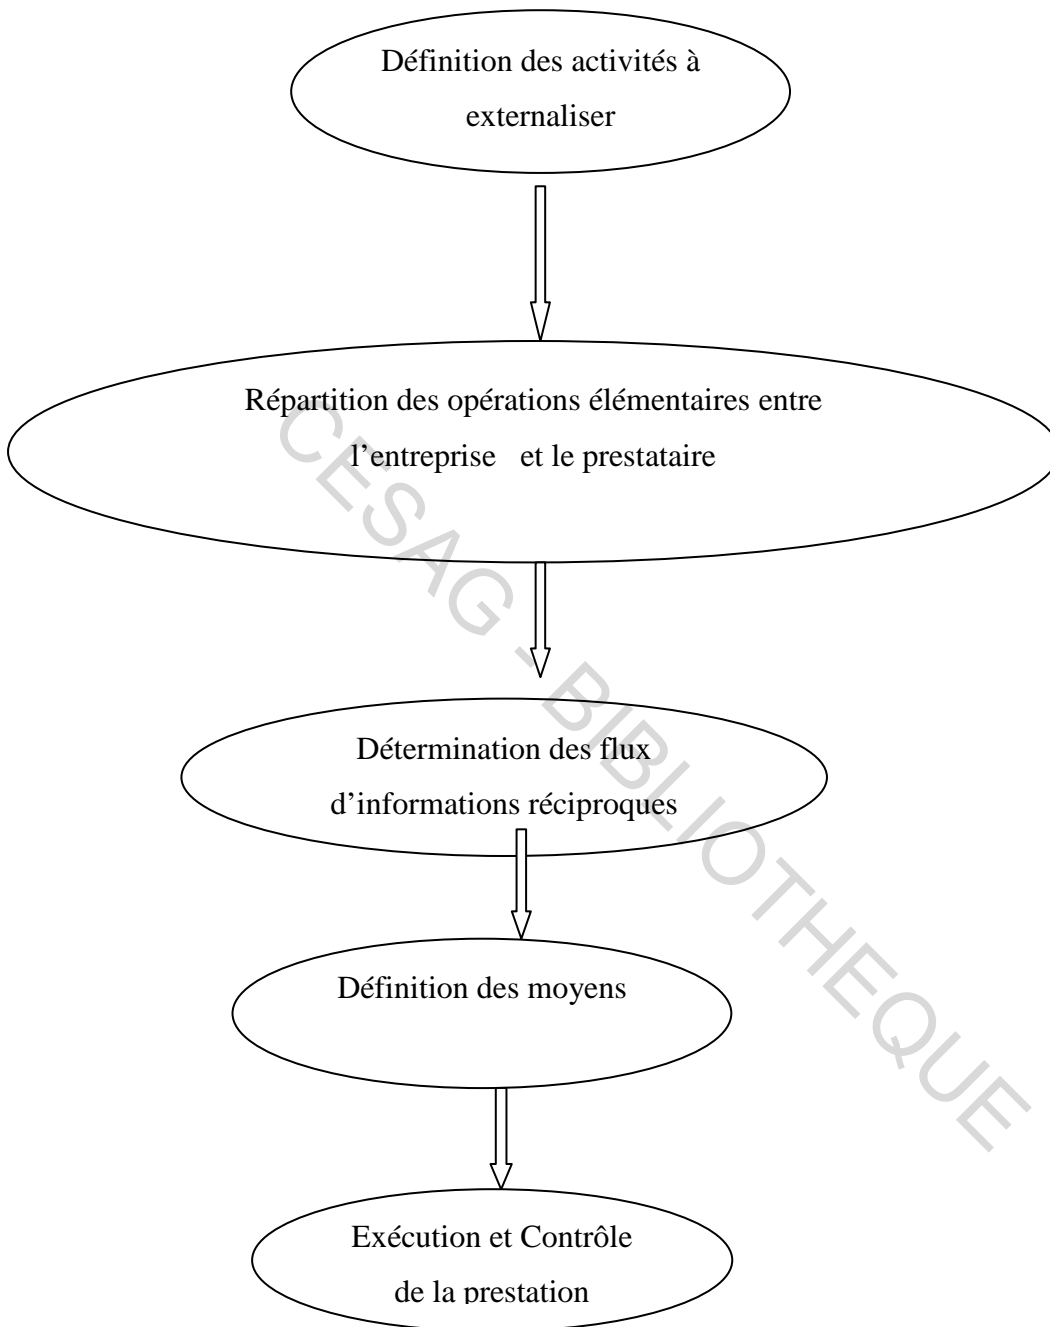 Définition des activités à
externaliser
Répartition des opérations élémentaires entre
l’entreprise et le prestataire
Détermination des flux
d’informations réciproques
Définition des moyens
Exécution et Contrôle
de la prestation
CESAG - BIBLIOTHEQUE